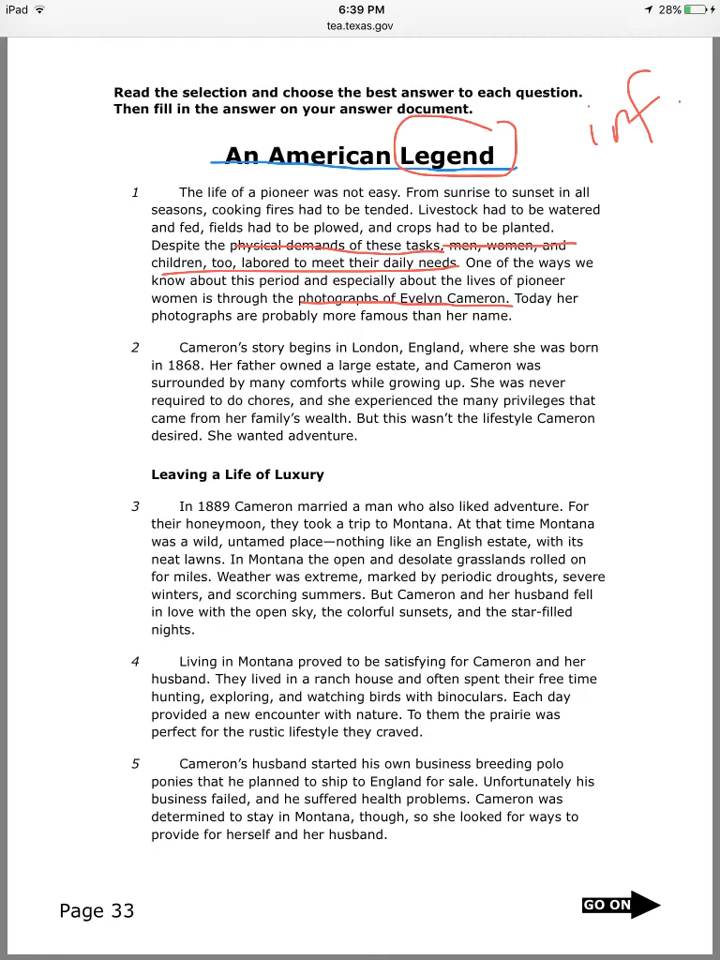 iPad 6:39 PM 28%
tea.texas.gov
inf.
Read the selection and choose the best answer to each question.
Then fill in the answer on your answer document.
An American Legend
1 The life of a pioneer was not easy. From sunrise to sunset in all
seasons, cooking fires had to be tended. Livestock had to be watered
and fed, fields had to be plowed, and crops had to be planted.
Despite the physical demands of these tasks, men, women, and
children, too, labored to meet their daily needs. One of the ways we
know about this period and especially about the lives of pioneer
women is through the photographs of Evelyn Cameron. Today her
photographs are probably more famous than her name.
2 Cameron’s story begins in London, England, where she was born
in 1868. Her father owned a large estate, and Cameron was
surrounded by many comforts while growing up. She was never
required to do chores, and she experienced the many privileges that
came from her family’s wealth. But this wasn’t the lifestyle Cameron
desired. She wanted adventure.
Leaving a Life of Luxury
3 In 1889 Cameron married a man who also liked adventure. For
their honeymoon, they took a trip to Montana. At that time Montana
was a wild, untamed place—nothing like an English estate, with its
neat lawns. In Montana the open and desolate grasslands rolled on
for miles. Weather was extreme, marked by periodic droughts, severe
winters, and scorching summers. But Cameron and her husband fell
in love with the open sky, the colorful sunsets, and the star-filled
nights.
4 Living in Montana proved to be satisfying for Cameron and her
husband. They lived in a ranch house and often spent their free time
hunting, exploring, and watching birds with binoculars. Each day
provided a new encounter with nature. To them the prairie was
perfect for the rustic lifestyle they craved.
5 Cameron’s husband started his own business breeding polo
ponies that he planned to ship to England for sale. Unfortunately his
business failed, and he suffered health problems. Cameron was
determined to stay in Montana, though, so she looked for ways to
provide for herself and her husband.
Page 33
GO ON